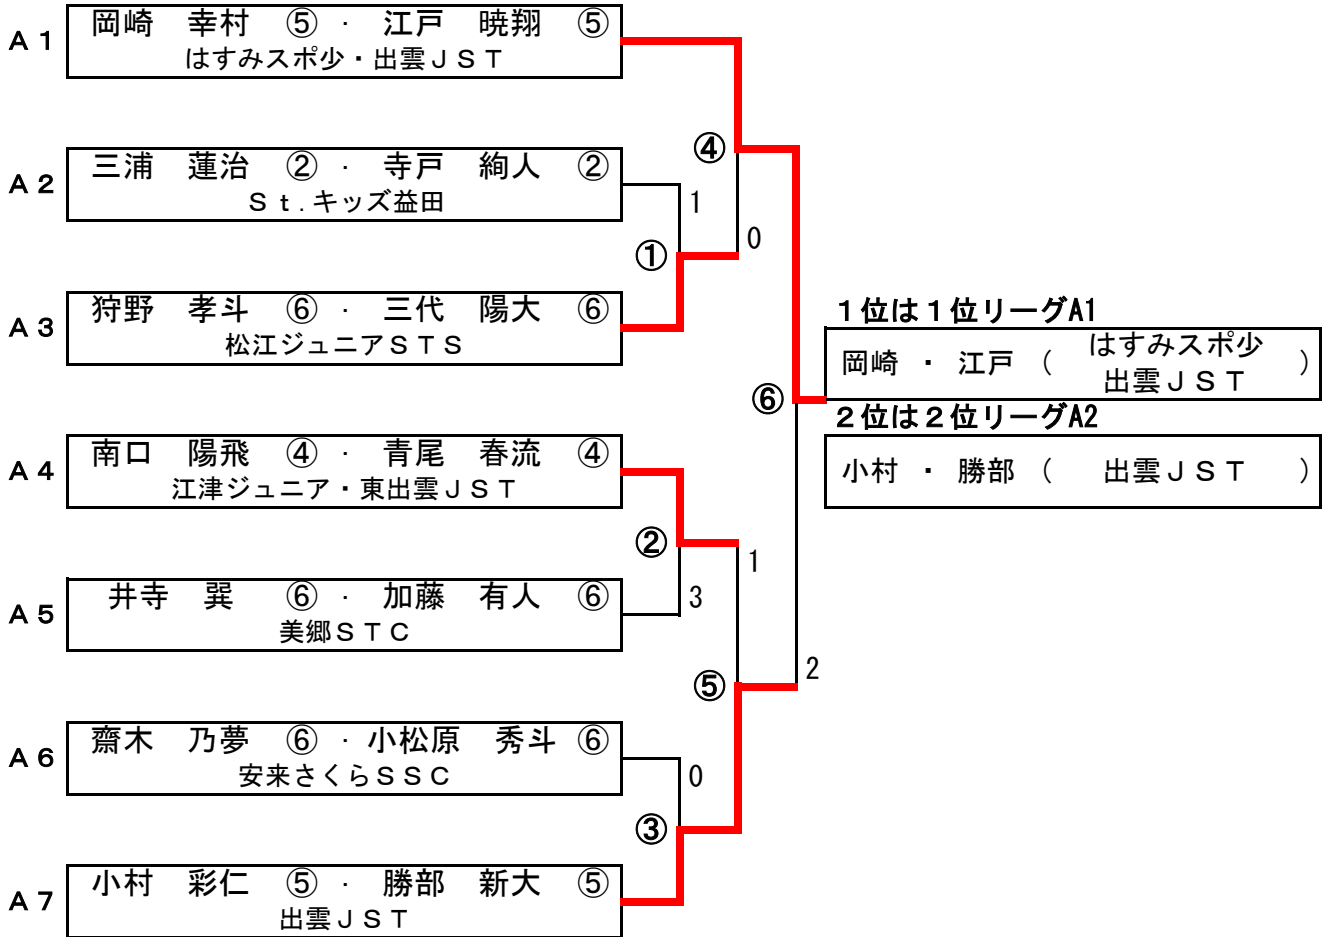 A1 岡崎 幸村 ⑤ ・ 江戸 暁翔 ⑤
はすみスポ少・出雲JST
④
A2 三浦 蓮治 ② ・ 寺戸 絢人 ②
St.キッズ益田
1
0
①
A3 狩野 孝斗 ⑥ ・ 三代 陽大 ⑥
松江ジュニアSTS
1位は1位リーグA1
岡崎 ・ 江戸 ( はすみスポ少
出雲JST )
⑥
2位は2位リーグA2
小村 ・ 勝部 ( 出雲JST )
A4 南口 陽飛 ④ ・ 青尾 春流 ④
江津ジュニア・東出雲JST
②
1
A5 井寺 巽 ⑥ ・ 加藤 有人 ⑥
美郷STC
3
2
⑤
A6 齋木 乃夢 ⑥ ・ 小松原 秀斗 ⑥
安来さくらSSC
0
③
A7 小村 彩仁 ⑤ ・ 勝部 新大 ⑤
出雲JST